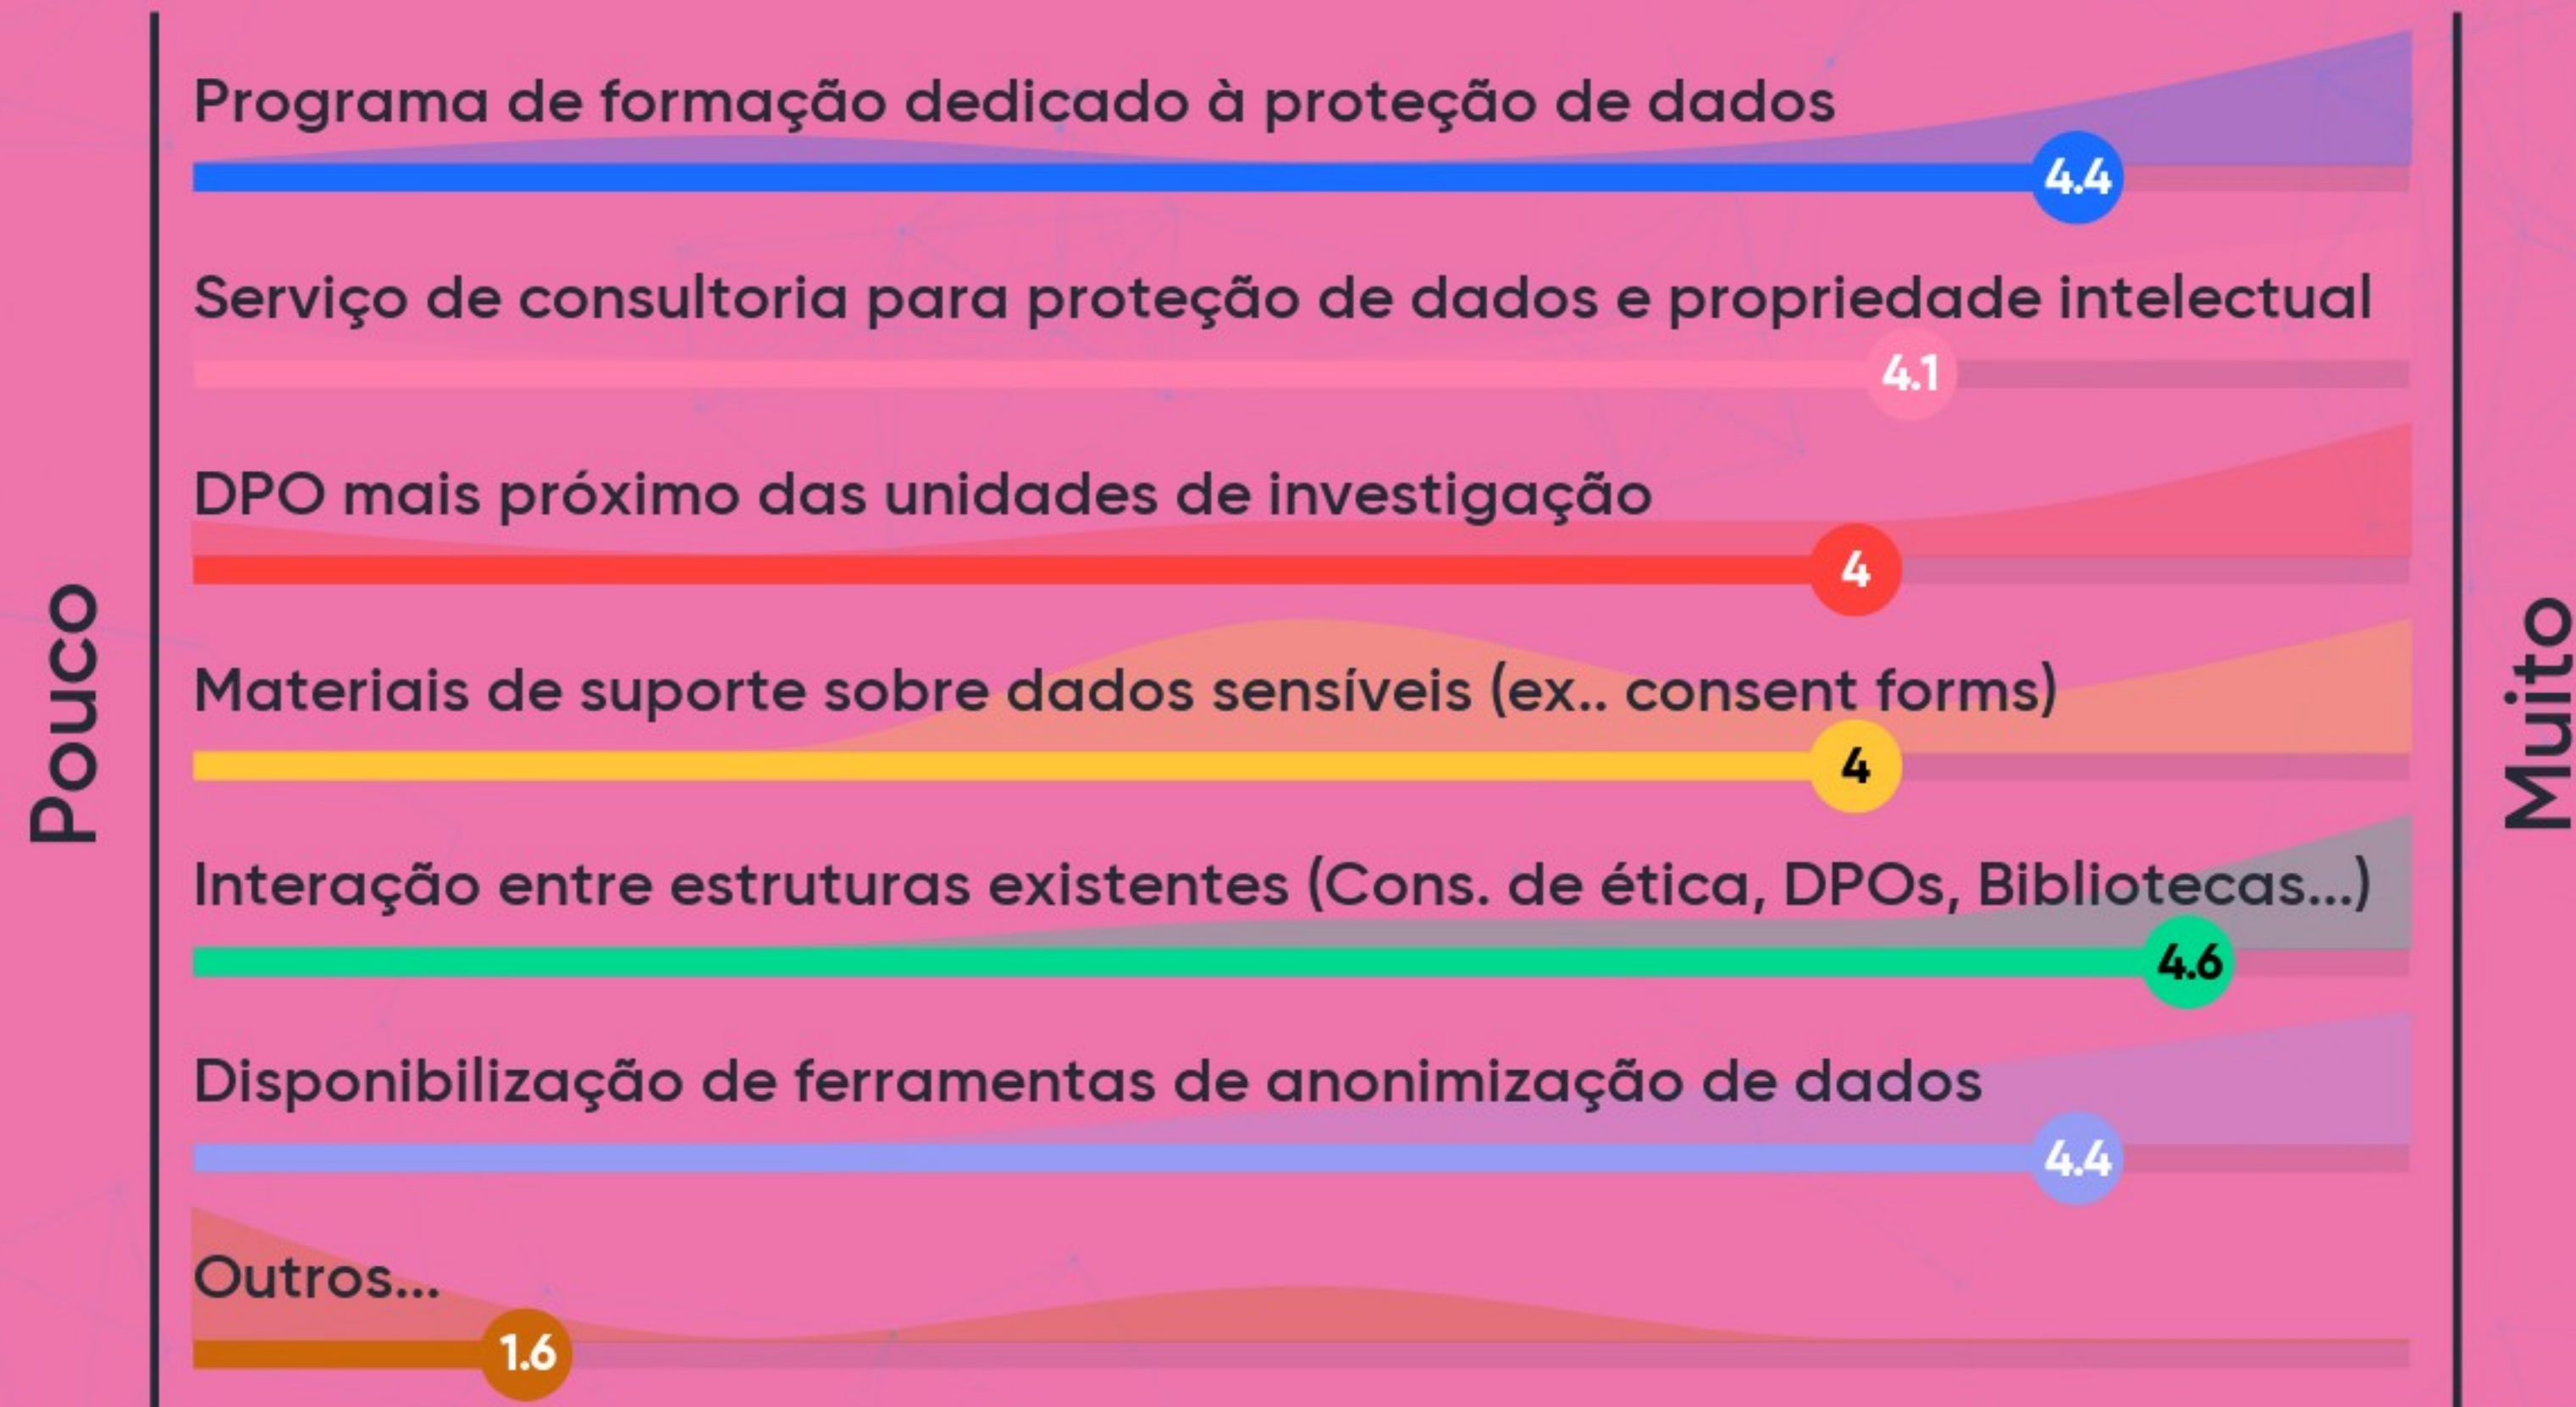 Programa de formação dedicado à proteção de dados
4.4
Serviço de consultoria para proteção de dados e propriedade intelectual
4.1
DPO mais próximo das unidades de investigação
4
Materiais de suporte sobre dados sensíveis (ex.. consent forms)
4
Interação entre estruturas existentes (Cons. de ética, DPOs, Bibliotecas...)
4.6
Disponibilização de ferramentas de anonimização de dados
4.4
Outros...
1.6
Pouco
Muito